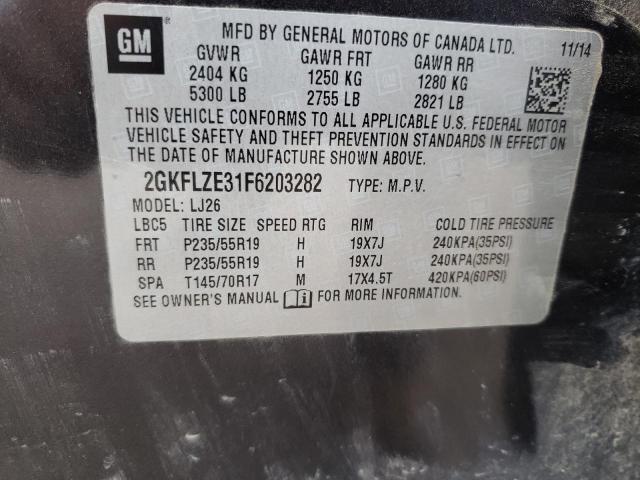 GM
MFD BY GENERAL MOTORS OF CANADA LTD. 11/14
GVWR GAWR FRT GAWR RR
2404 KG 1250 KG 1280 KG
5300 LB 2755 LB 2821 LB
THIS VEHICLE CONFORMS TO ALL APPLICABLE U.S. FEDERAL MOTOR
VEHICLE SAFETY AND THEFT PREVENTION STANDARDS IN EFFECT ON
THE DATE OF MANUFACTURE SHOWN ABOVE.
2GKFLZE31F6203282 TYPE: M.P.V.
MODEL: LJ26
LBC5 TIRE SIZE SPEED RTG RIM COLD TIRE PRESSURE
FRT P235/55R19 H 19X7J 240KPA(35PSI)
RR P235/55R19 H 19X7J 240KPA(35PSI)
SPA T145/70R17 M 17X4.5T 420KPA(60PSI)
SEE OWNER'S MANUAL i FOR MORE INFORMATION.